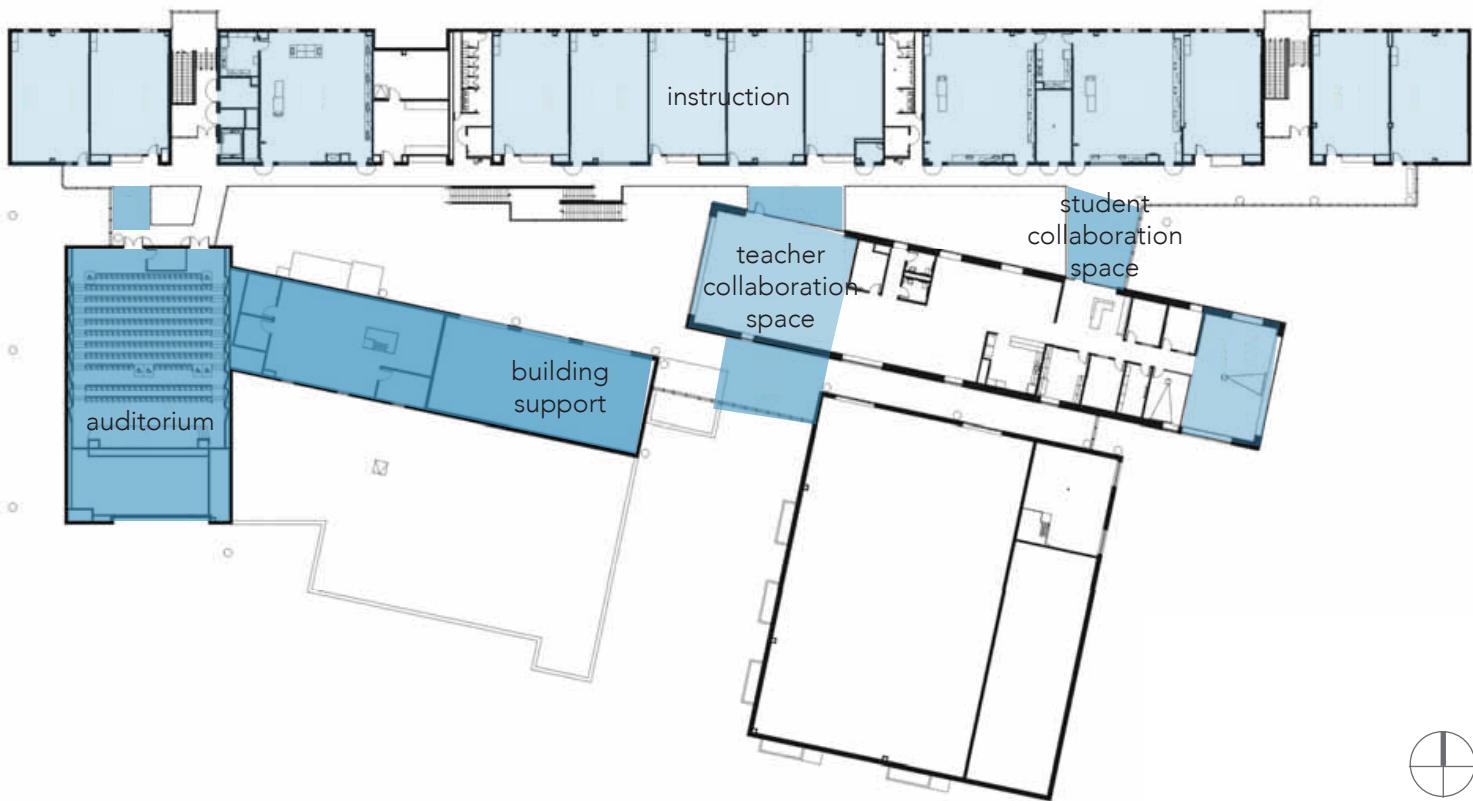 instruction
student
collaboration
space
teacher
collaboration
space
building
support
auditorium